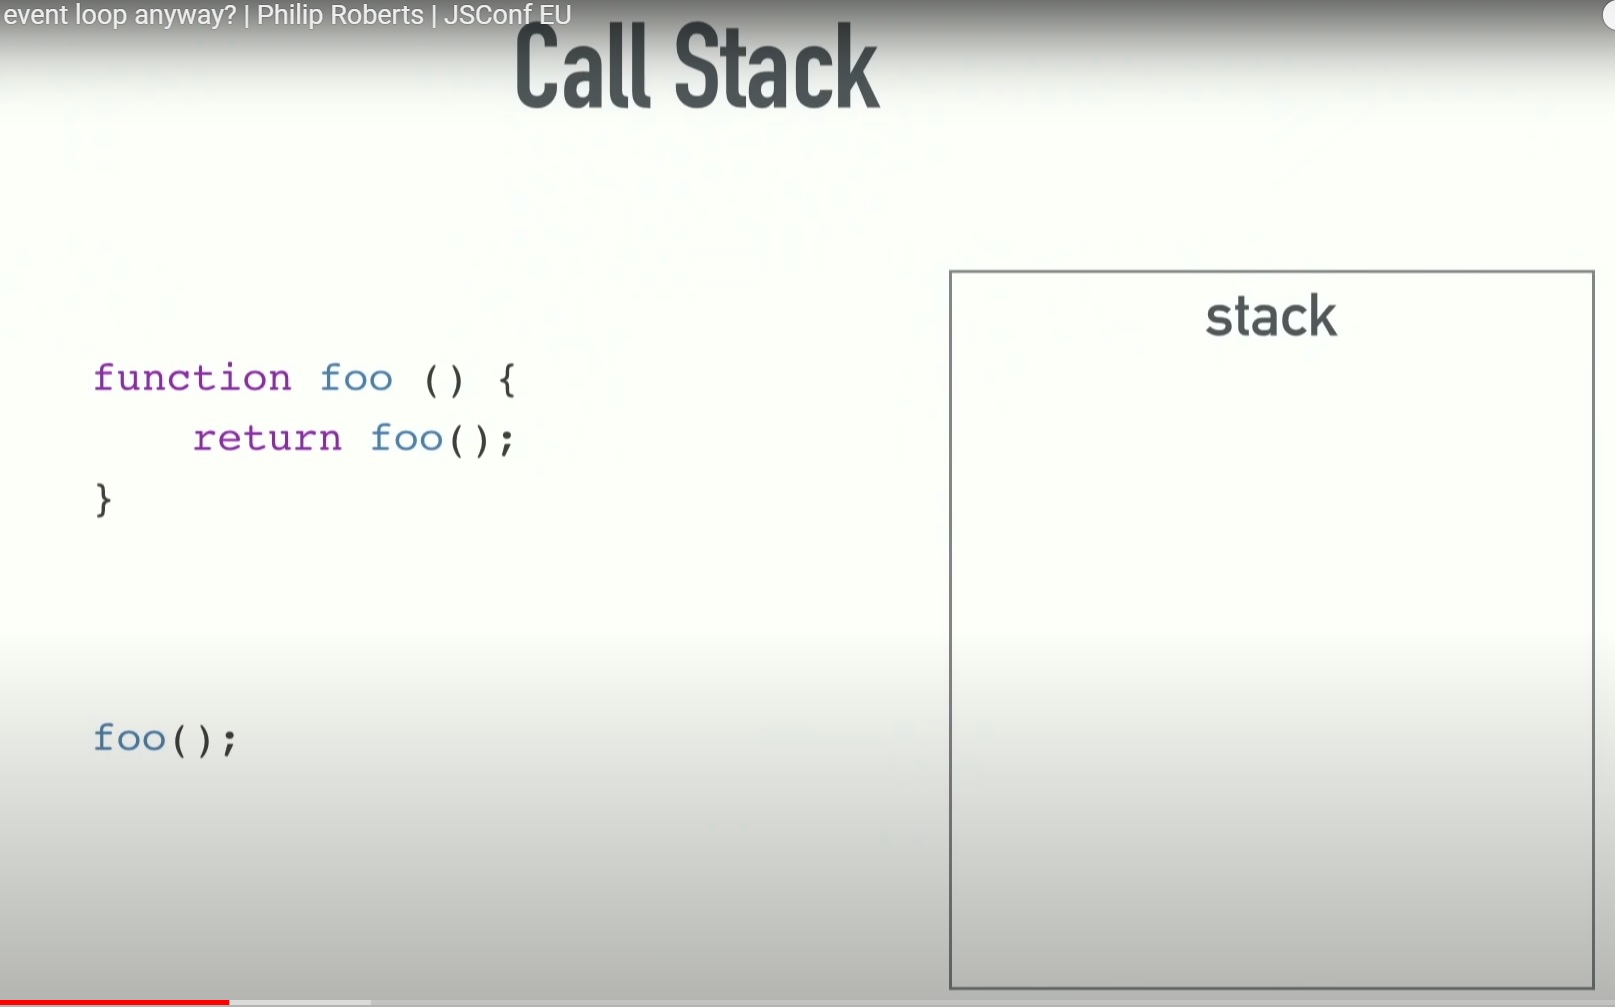 event loop anyway? | Philip Roberts | JSConf EU
Call Stack
stack
function foo () {
    return foo();
}
foo();